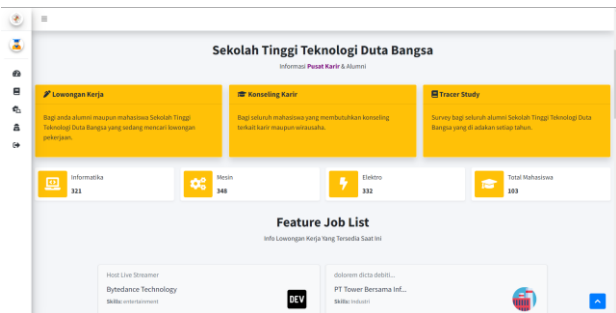 Sekolah Tinggi Teknologi Duta Bangsa
Informasi Pusat Karir & Alumni
Lowongan Kerja
Bagi anda alumni maupun mahasiswa Sekolah Tinggi
Teknologi Duta Bangsa yang sedang mencari lowongan
pekerjaan.
Konseling Karir
Bagi seluruh mahasiswa yang membutuhkan konseling
terkait karir maupun wirausaha.
Tracer Study
Survey bagi seluruh alumni Sekolah Tinggi Teknologi Duta
Bangsa yang di adakan setiap tahun.
Informatika
321
Mesin
348
Elektro
332
Total Mahasiswa
103
Feature Job List
Info Lowongan Kerja Yang Tersedia Saat Ini
Host Live Streamer
Bytedance Technology
Skills: entertainment
DEV
dolorem dicta debiti...
PT Tower Bersama Inf...
Skills: Industri